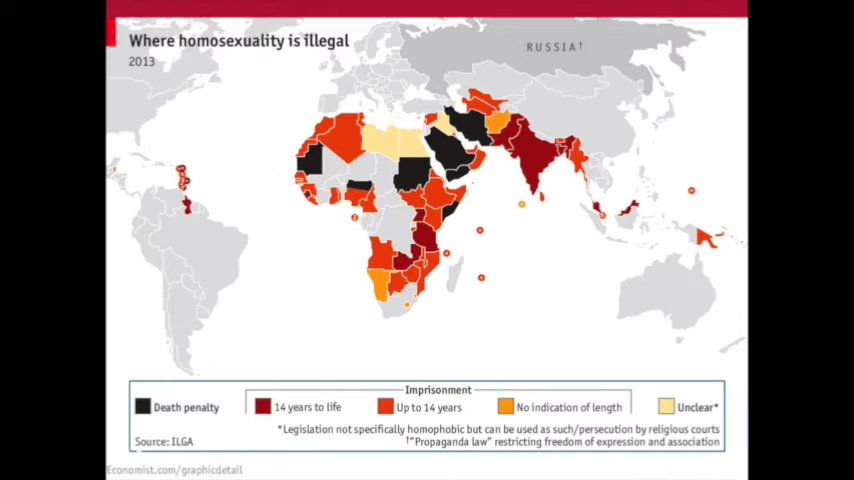 Where homosexuality is illegal
2013
RUSSIA†
Imprisonment
Death penalty
14 years to life
Up to 14 years
No indication of length
Unclear*
*Legislation not specifically homophobic but can be used as such/persecution by religious courts
Source: ILGA
†"Propaganda law" restricting freedom of expression and association
Economist.com/graphicdetail